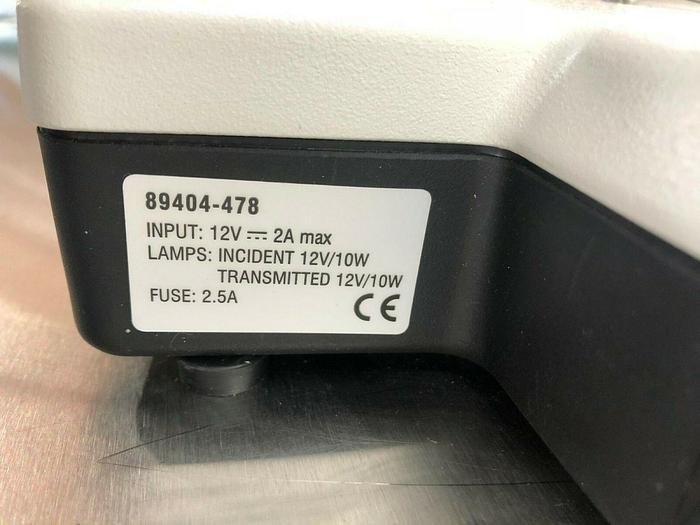 89404-478
INPUT: 12V ⎓ 2A max
LAMPS: INCIDENT 12V/10W
TRANSMITTED 12V/10W
FUSE: 2.5A
CE